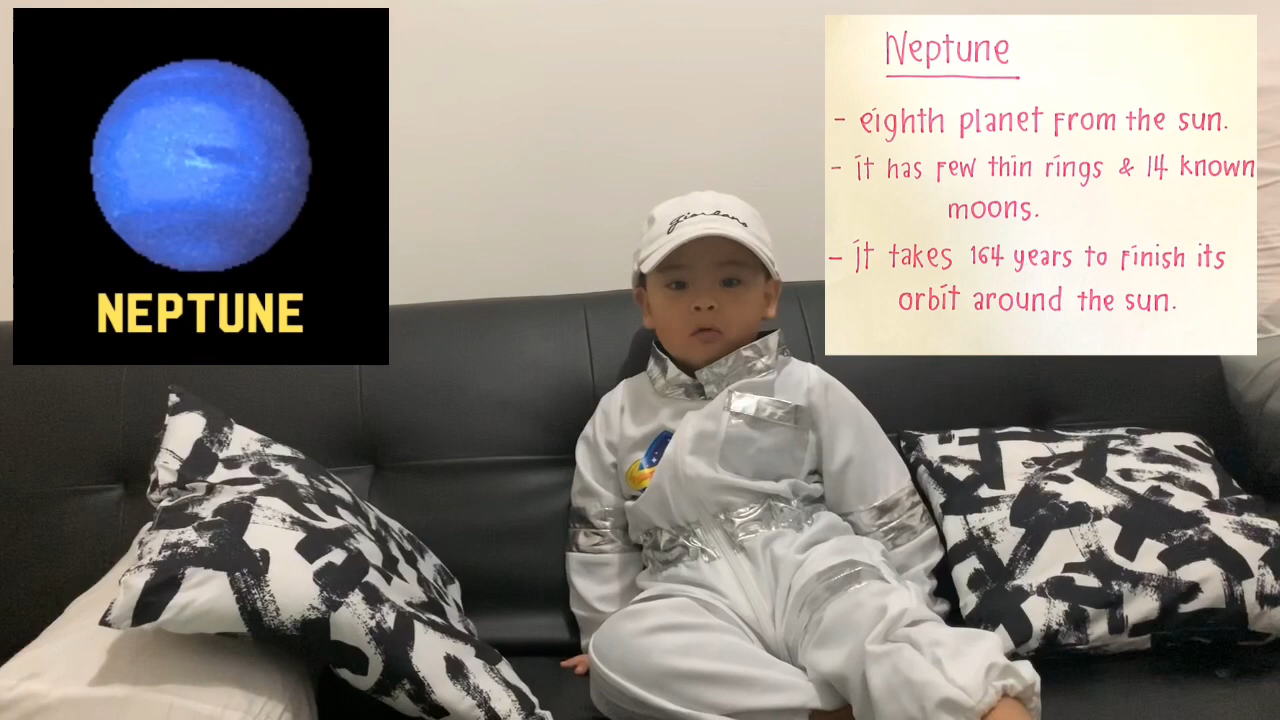 NEPTUNE
Neptune
- eighth planet from the sun.
- it has few thin rings & 14 known
moons.
- It takes 164 years to finish its
orbit around the sun.
Giordano